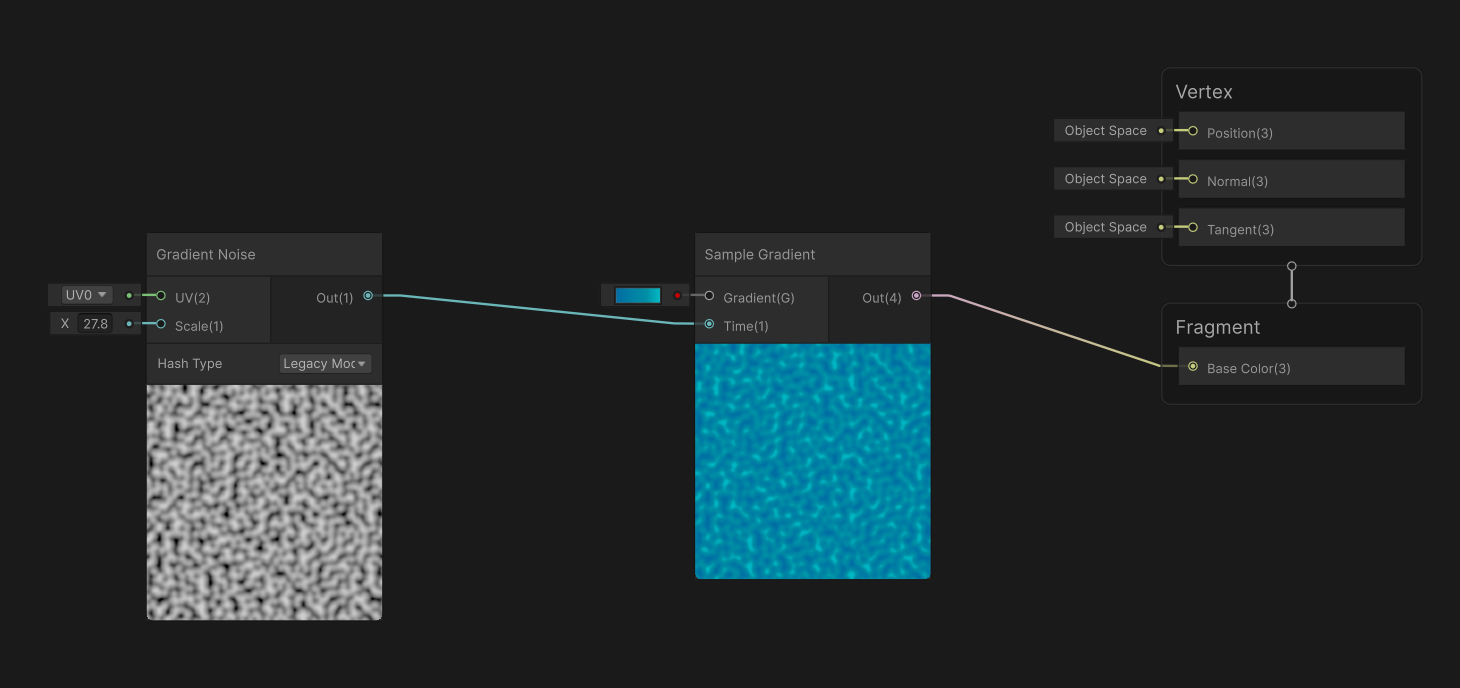 Vertex
Object Space
Position(3)
Object Space
Normal(3)
Object Space
Tangent(3)
Gradient Noise
UV0
UV(2)
Out(1)
X 27.8
Scale(1)
Hash Type
Legacy Moc
Sample Gradient
Gradient(G)
Out(4)
Time(1)
Fragment
Base Color(3)